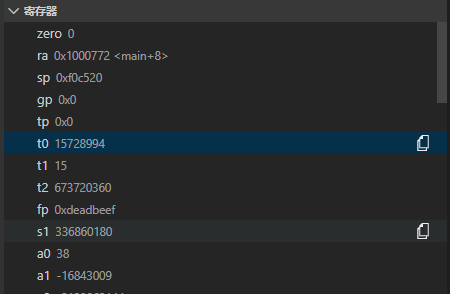 寄存器
zero 0
ra 0x1000772 <main+8>
sp 0xf0c520
gp 0x0
tp 0x0
t0 15728994
t1 15
t2 673720360
fp 0xdeadbeef
s1 336860180
a0 38
a1 -16843009